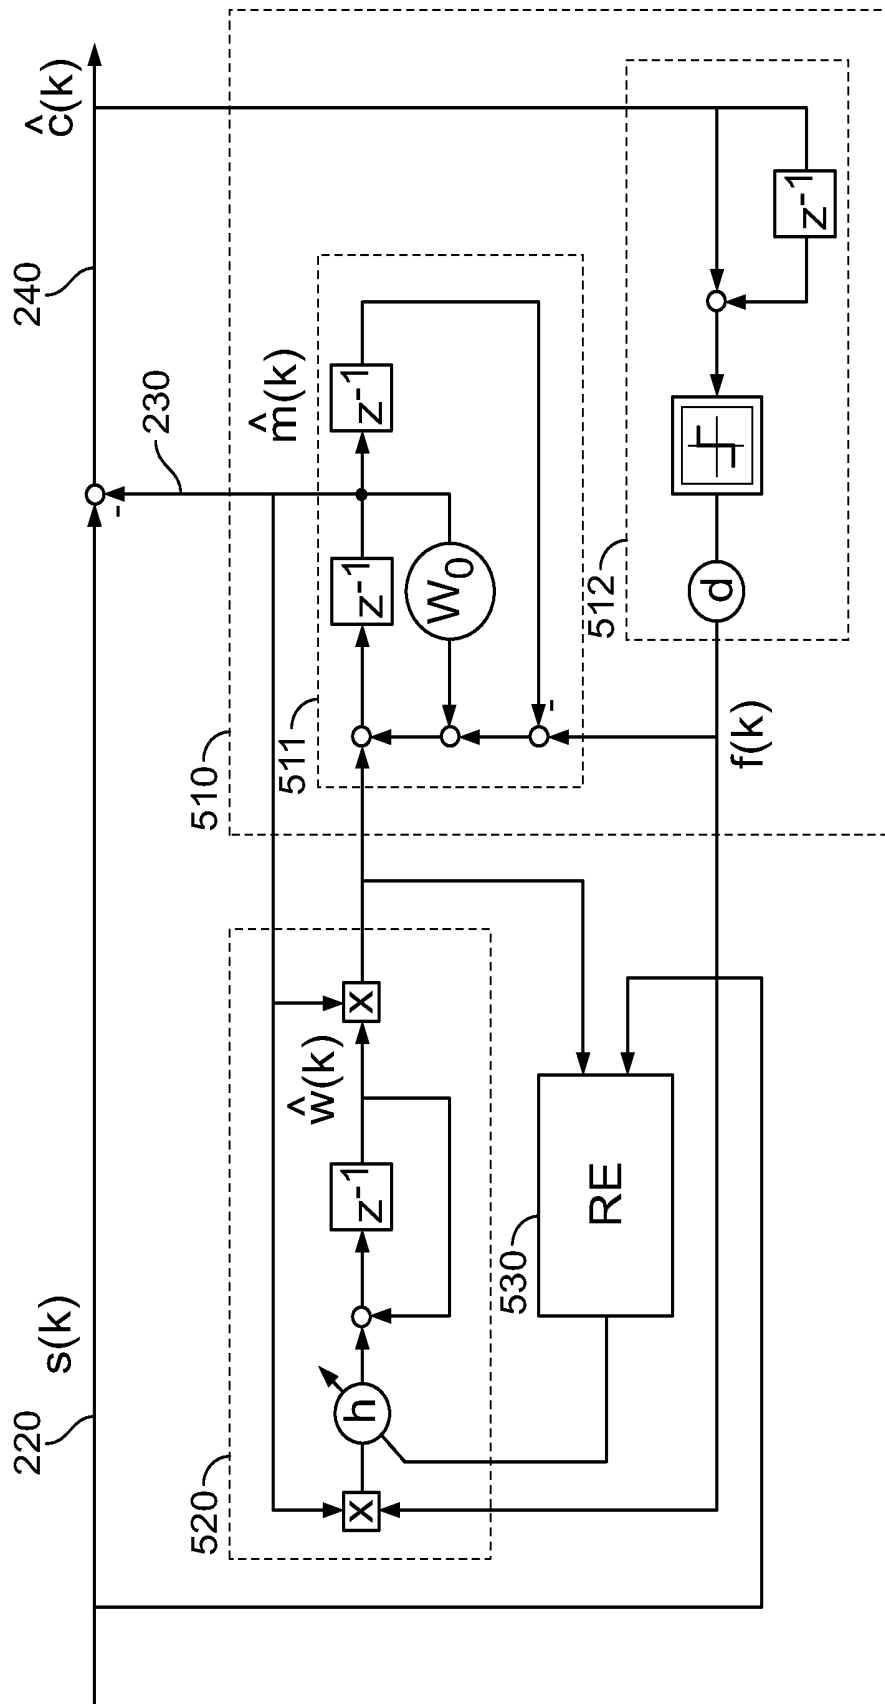 220
s(k)
240
ĉ(k)
-
230
520
510
511
m̂(k)
ŵ(k)
x
h
z⁻¹
x
z⁻¹
z⁻¹
W₀
-
530
RE
512
d
f(k)
z⁻¹